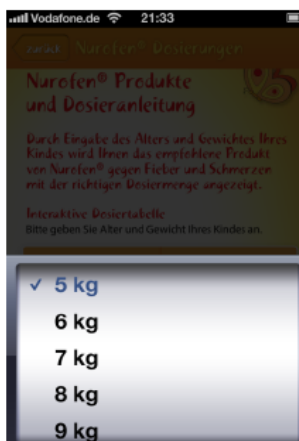 Vodafone.de 21:33
zurück Nurofen® Dosierungen
Nurofen® Produkte
und Dosieranleitung
Durch Eingabe des Alters und Gewichtes Ihres
Kindes wird Ihnen das empfohlene Produkt
von Nurofen® gegen Fieber und Schmerzen
mit der richtigen Dosiermenge angezeigt.
Interaktive Dosiertabelle
Bitte geben Sie Alter und Gewicht Ihres Kindes an.
✓ 5 kg
6 kg
7 kg
8 kg
9 kg